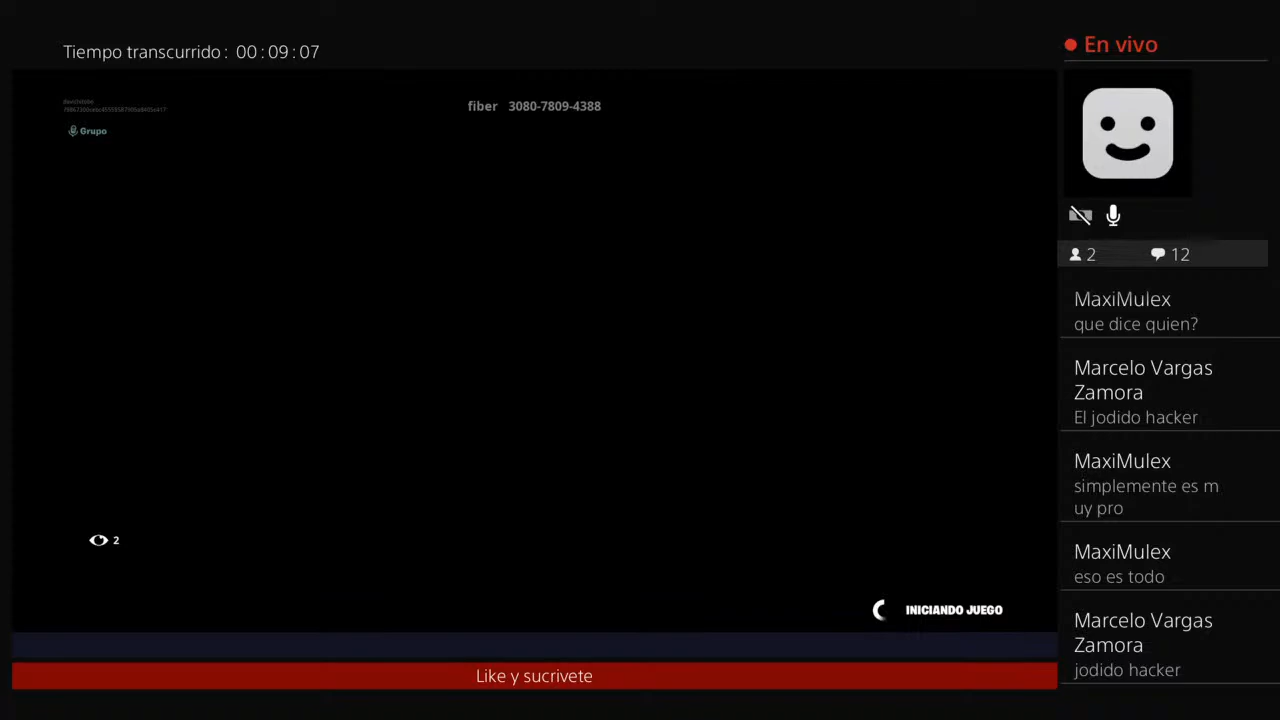 Tiempo transcurrido: 00:09:07
En vivo
fiber 3080-7809-4388
Grupo
2 12
MaxiMulex
que dice quien?
Marcelo Vargas
Zamora
El jodido hacker
MaxiMulex
simplemente es m
uy pro
MaxiMulex
eso es todo
Marcelo Vargas
Zamora
jodido hacker
2
INICIANDO JUEGO
Like y sucrivete